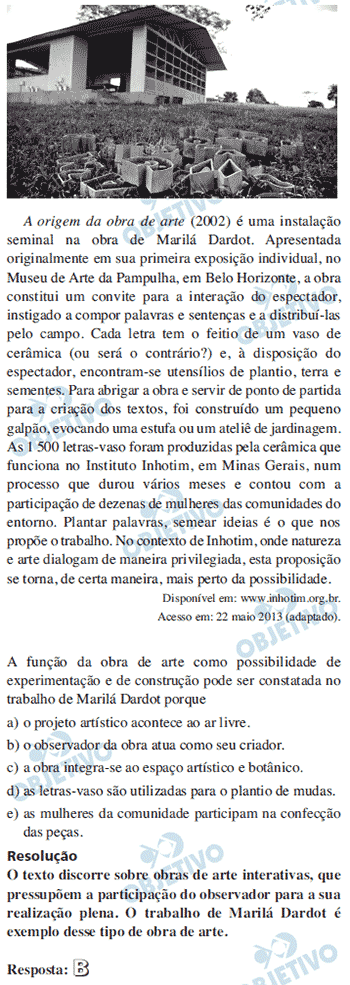 A origem da obra de arte (2002) é uma instalação
seminal na obra de Marilá Dardot. Apresentada
originalmente em sua primeira exposição individual, no
Museu de Arte da Pampulha, em Belo Horizonte, a obra
constitui um convite para a interação do espectador,
instigado a compor palavras e sentenças e a distribuí-las
pelo campo. Cada letra tem o feitio de um vaso de
cerâmica (ou será o contrário?) e, à disposição do
espectador, encontram-se utensílios de plantio, terra e
sementes. Para abrigar a obra e servir de ponto de partida
para a criação dos textos, foi construído um pequeno
galpão, evocando uma estufa ou um ateliê de jardinagem.
As 1 500 letras-vaso foram produzidas pela cerâmica que
funciona no Instituto Inhotim, em Minas Gerais, num
processo que durou vários meses e contou com a
participação de dezenas de mulheres das comunidades do
entorno. Plantar palavras, semear ideias é o que nos
propõe o trabalho. No contexto de Inhotim, onde natureza
e arte dialogam de maneira privilegiada, esta proposição
se torna, de certa maneira, mais perto da possibilidade.
Disponível em: www.inhotim.org.br.
Acesso em: 22 maio 2013 (adaptado).
A função da obra de arte como possibilidade de
experimentação e de construção pode ser constatada no
trabalho de Marilá Dardot porque
a) o projeto artístico acontece ao ar livre.
b) o observador da obra atua como seu criador.
c) a obra integra-se ao espaço artístico e botânico.
d) as letras-vaso são utilizadas para o plantio de mudas.
e) as mulheres da comunidade participam na confecção
das peças.
Resolução
O texto discorre sobre obras de arte interativas, que
pressupõem a participação do observador para a sua
realização plena. O trabalho de Marilá Dardot é
exemplo desse tipo de obra de arte.
Resposta: B
OBJETIVO